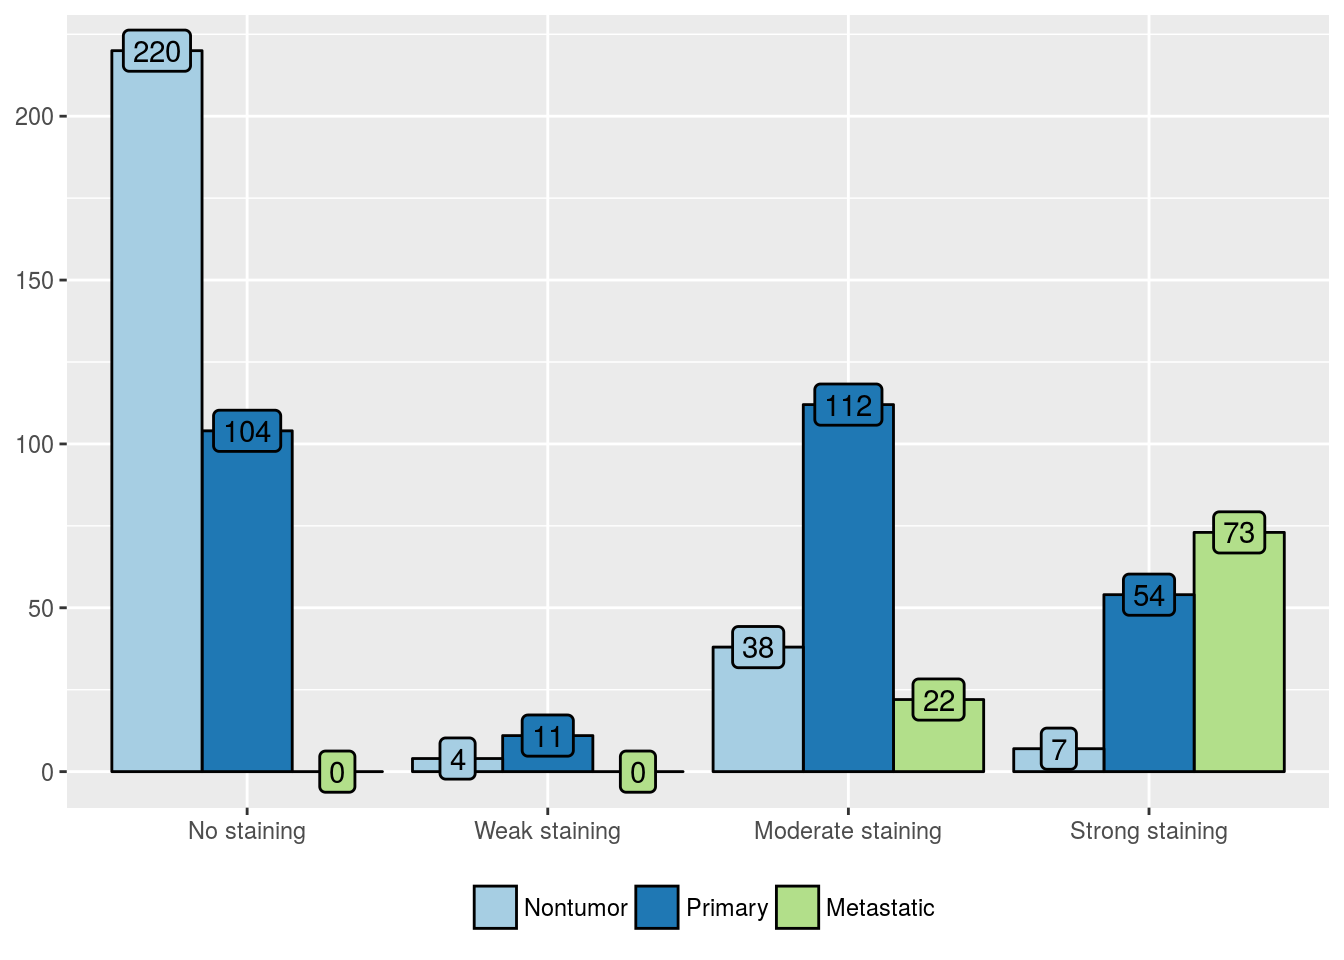 220
200
150
104
112
100
73
54
50
38
22
11
4
7
0
0
0
No staining
Weak staining
Moderate staining
Strong staining
Nontumor
Primary
Metastatic